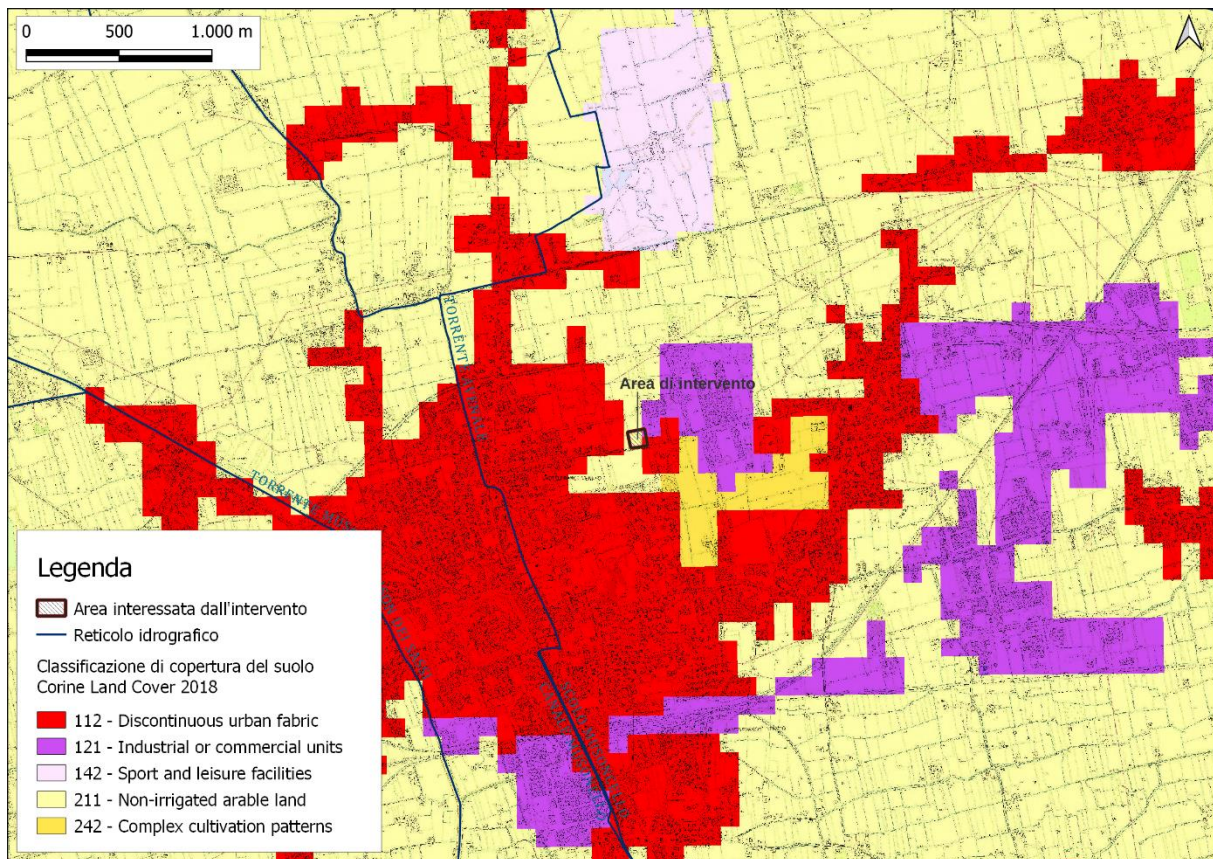 0 500 1.000 m
Area di intervento
Legenda
Area interessata dall'intervento
Reticolo idrografico
Classificazione di copertura del suolo
Corine Land Cover 2018
112 - Discontinuous urban fabric
121 - Industrial or commercial units
142 - Sport and leisure facilities
211 - Non-irrigated arable land
242 - Complex cultivation patterns
TORRENTE
TORRENTE